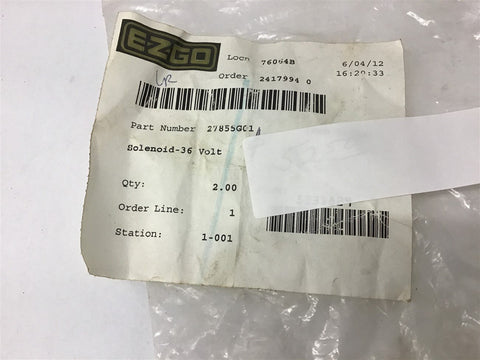 EZGO
Locn 76064B 6/04/12
Order 2417994 0 16:29:33
Part Number 27855G01
Solenoid-36 Volt
Qty: 2.00
Order Line: 1
Station: 1-001